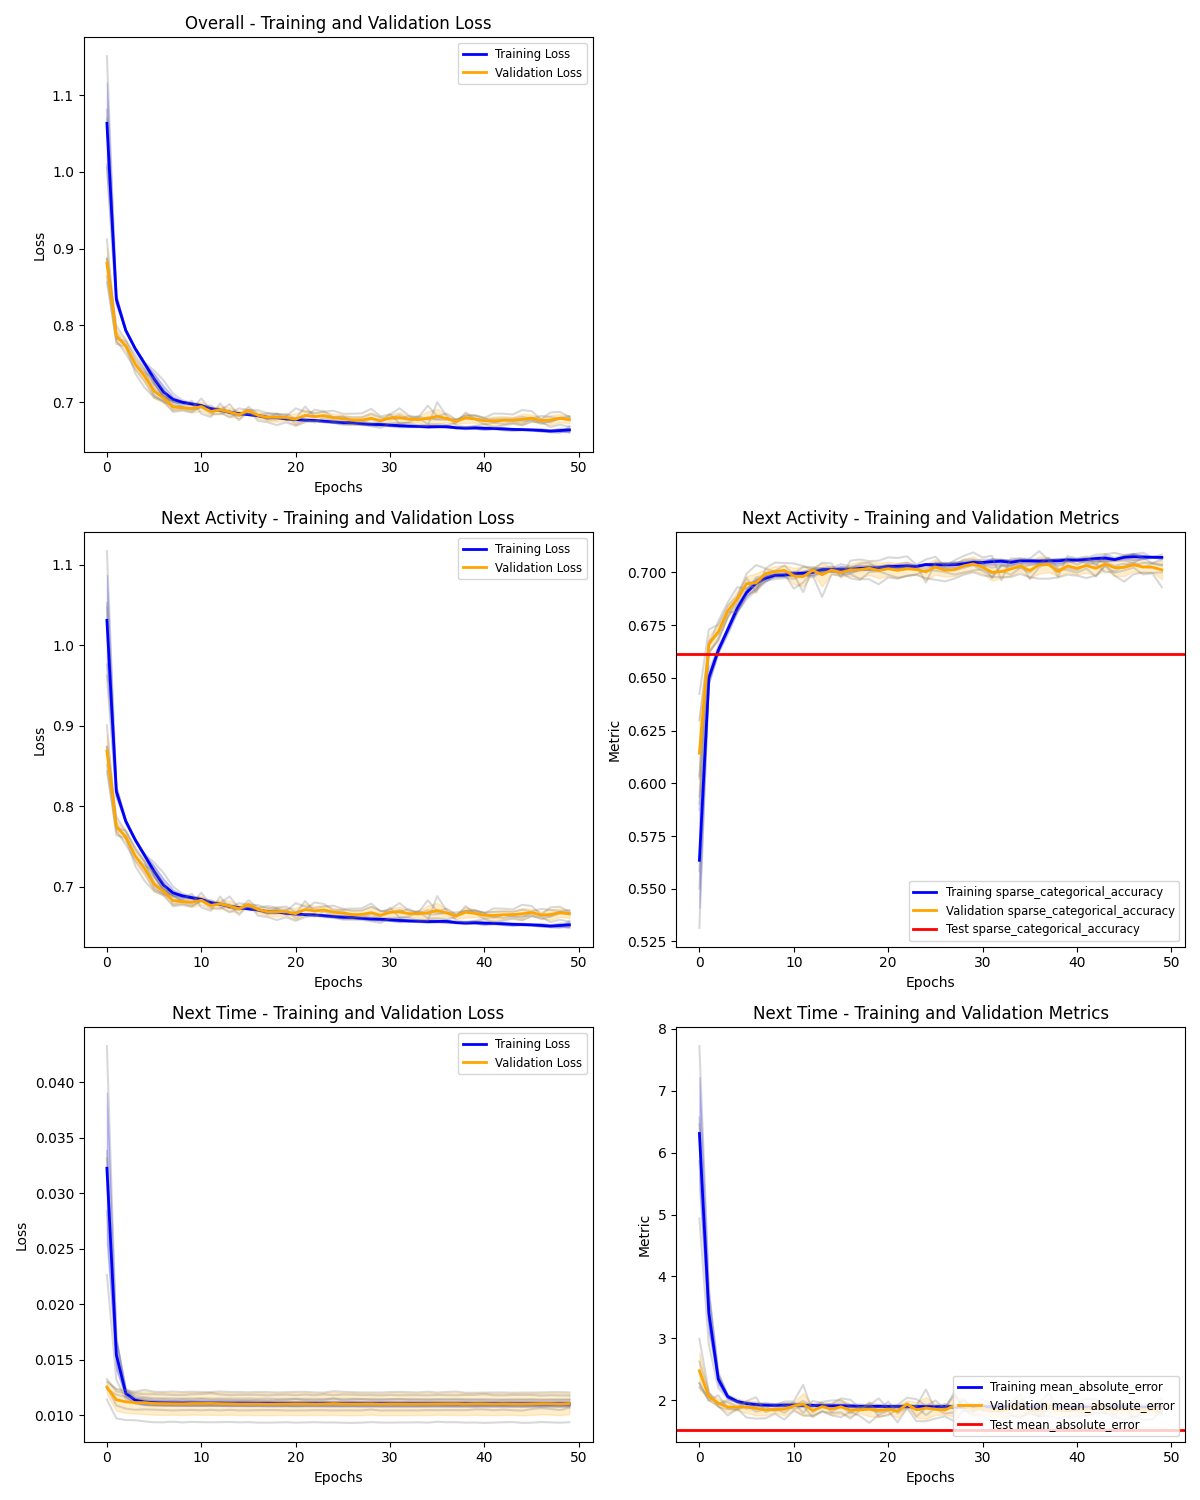 Overall - Training and Validation Loss
Training Loss
Validation Loss
1.1
1.0
0.9
0.8
0.7
Loss
0 10 20 30 40 50
Epochs
Next Activity - Training and Validation Loss
Training Loss
Validation Loss
1.1
1.0
0.9
0.8
0.7
Loss
0 10 20 30 40 50
Epochs
Next Activity - Training and Validation Metrics
0.700
0.675
0.650
0.625
0.600
0.575
0.550
0.525
Metric
Training sparse_categorical_accuracy
Validation sparse_categorical_accuracy
Test sparse_categorical_accuracy
0 10 20 30 40 50
Epochs
Next Time - Training and Validation Loss
Training Loss
Validation Loss
0.040
0.035
0.030
0.025
0.020
0.015
0.010
Loss
0 10 20 30 40 50
Epochs
Next Time - Training and Validation Metrics
8
7
6
5
4
3
2
Metric
Training mean_absolute_error
Validation mean_absolute_error
Test mean_absolute_error
0 10 20 30 40 50
Epochs